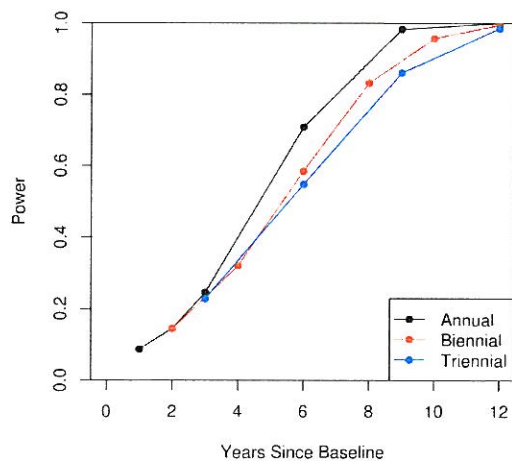 1.0
0.8
0.6
0.4
0.2
0.0
Power
Annual
Biennial
Triennial
0 2 4 6 8 10 12
Years Since Baseline